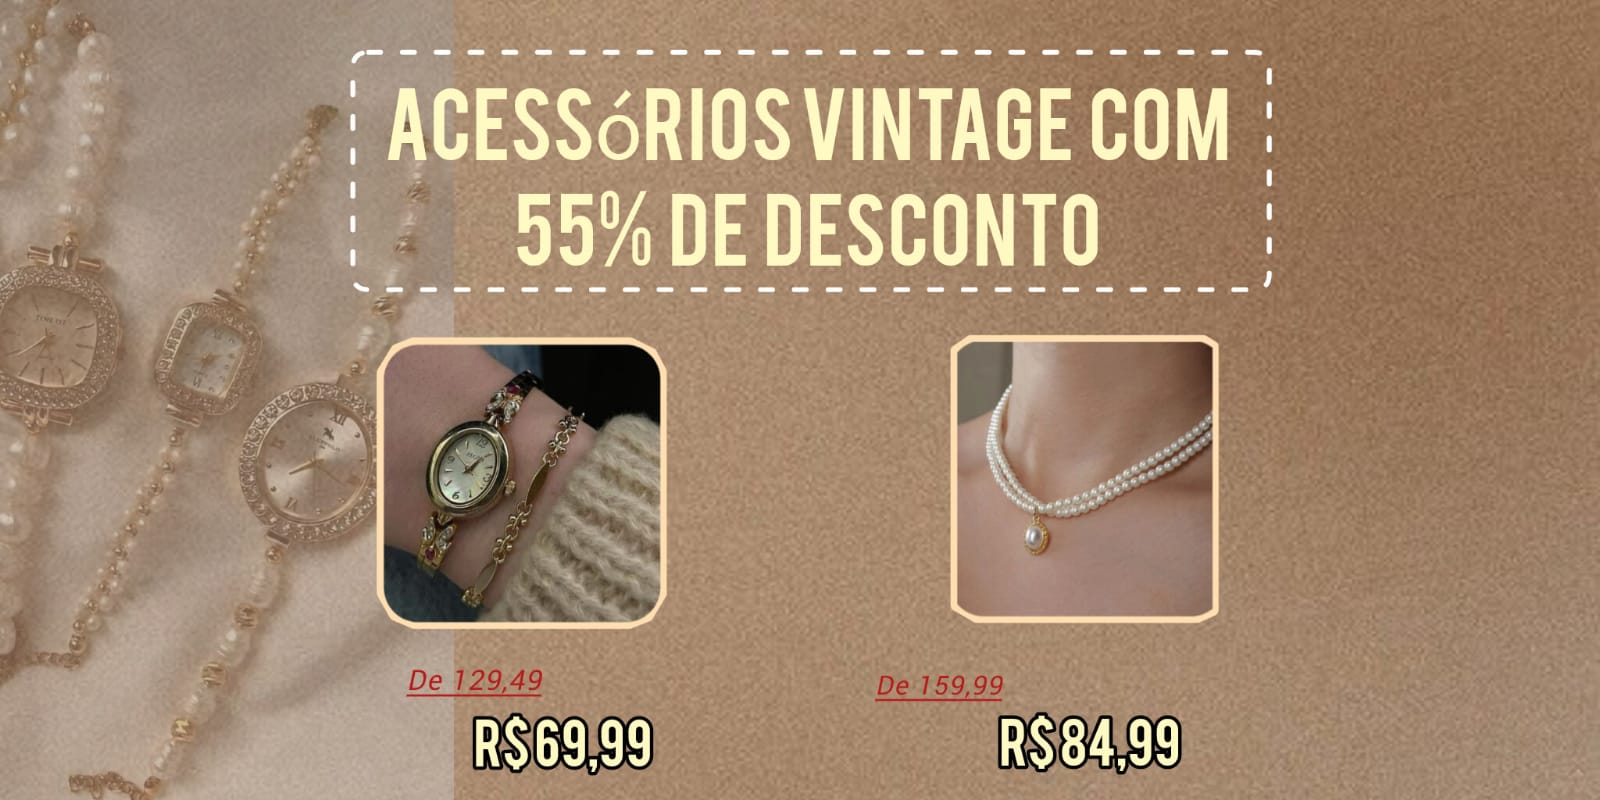 ACESSóRIOS VINTAGE COM
55% DE DESCONTO
De 129,49
R$69,99
De 159,99
R$84,99